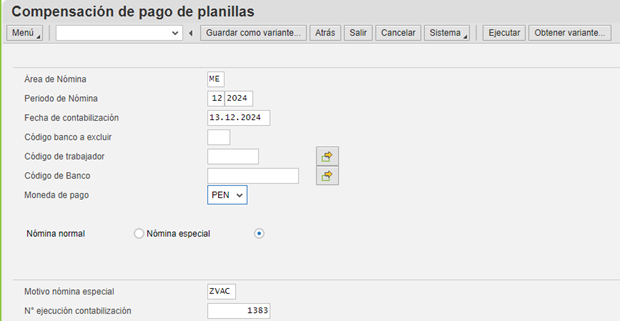 Compensación de pago de planillas
Menú Guardar como variante... Atrás Salir Cancelar Sistema Ejecutar Obtener variante...
Área de Nómina ME
Periodo de Nómina 12 2024
Fecha de contabilización 13.12.2024
Código banco a excluir
Código de trabajador
Código de Banco
Moneda de pago PEN
Nómina normal Nómina especial
Motivo nómina especial ZVAC
N° ejecución contabilización 1383